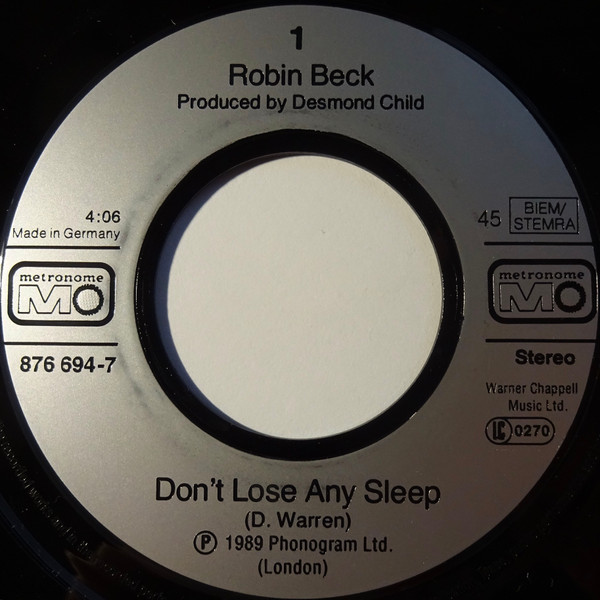 1
Robin Beck
Produced by Desmond Child
4:06
Made in Germany
45
BIEM/
STEMRA
metronome
MO
metronome
MO
876 694-7
Stereo
Warner Chappell
Music Ltd.
LC 0270
Don't Lose Any Sleep
(D. Warren)
Ⓟ 1989 Phonogram Ltd.
(London)